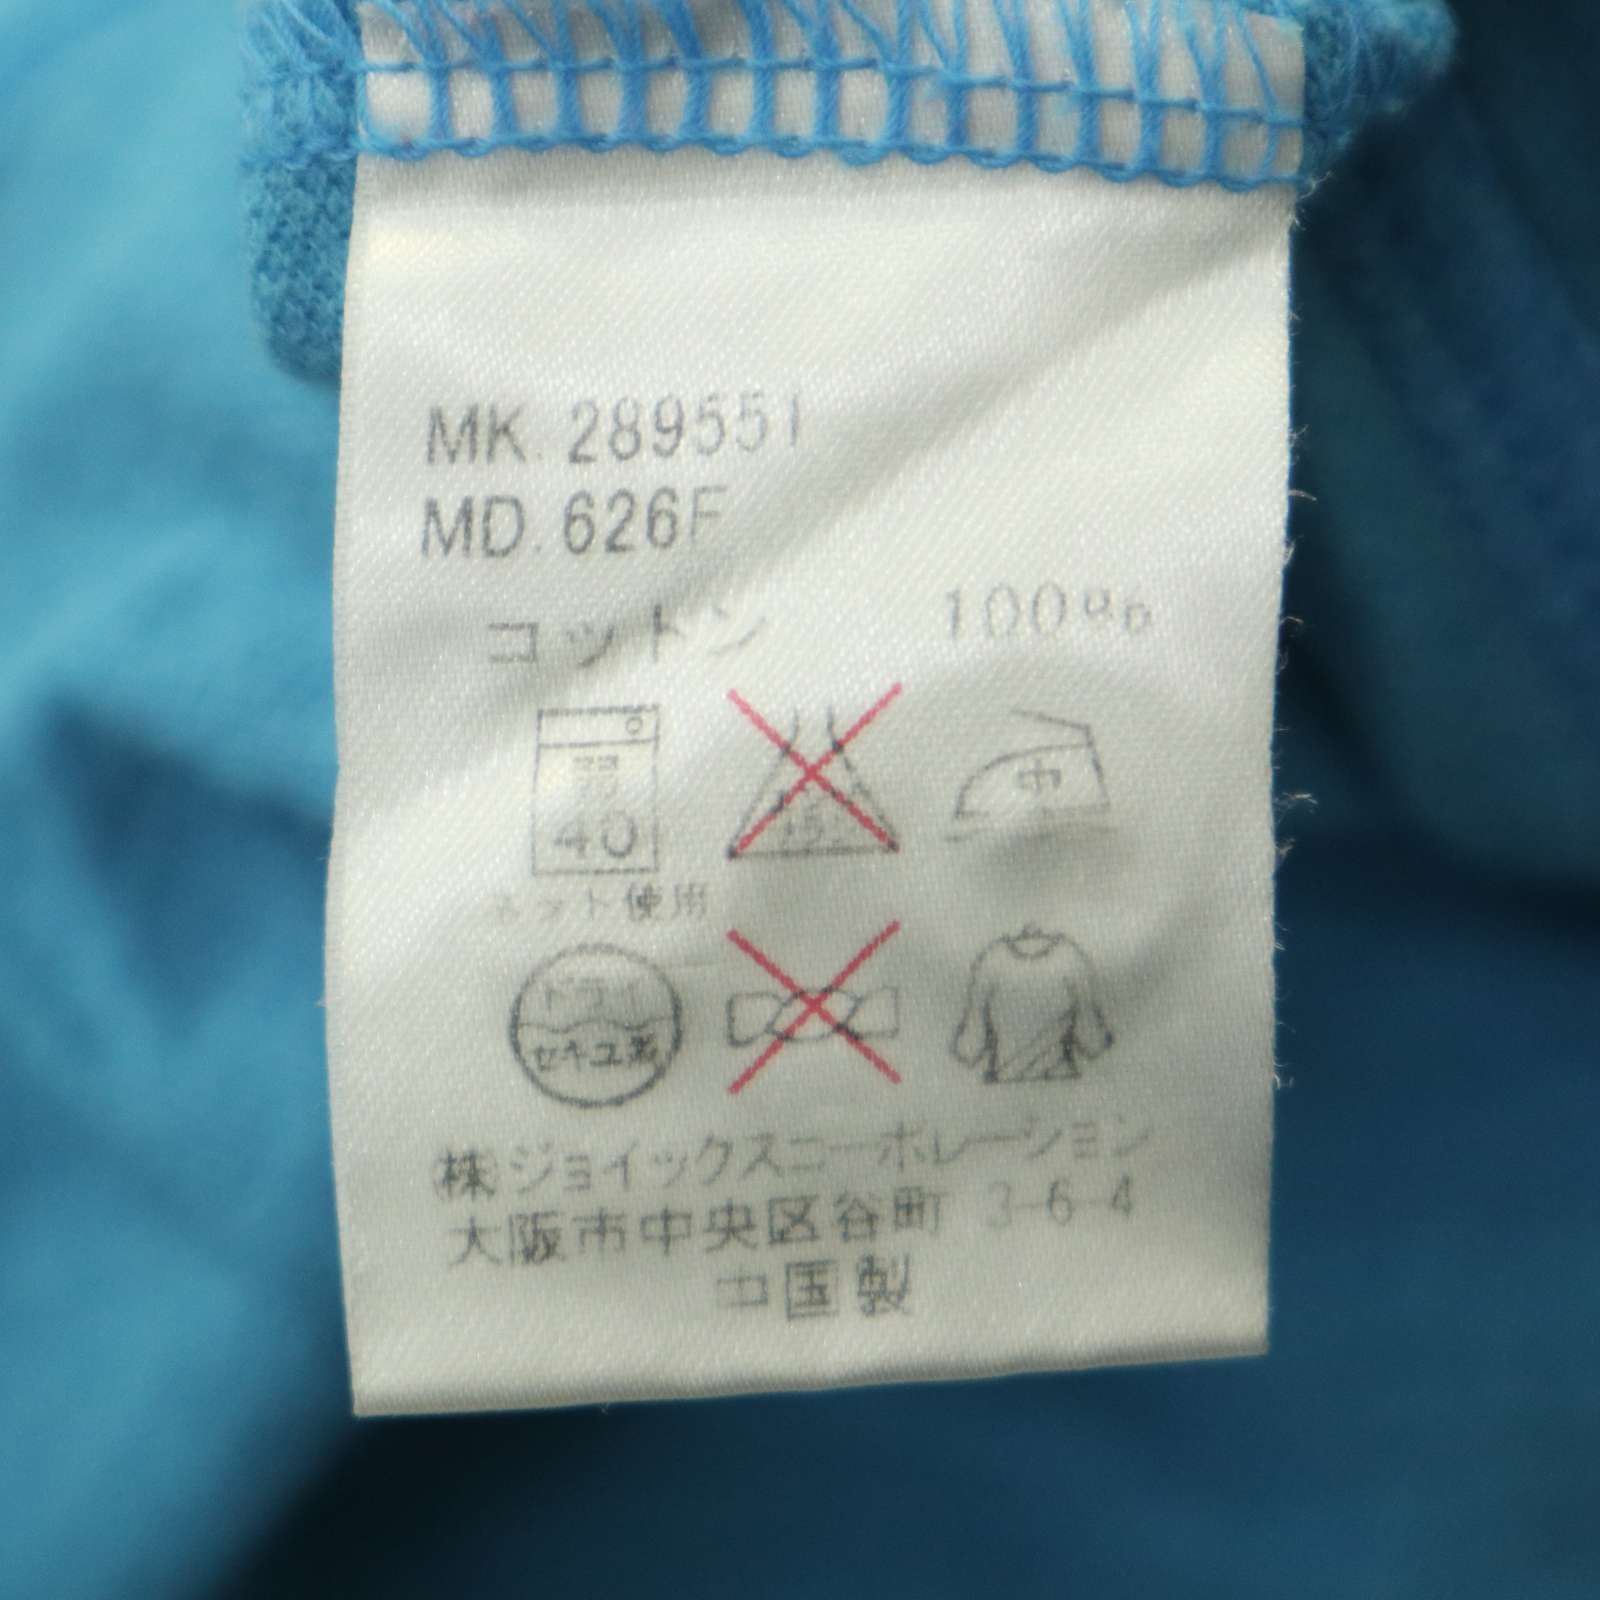 MK. 289551
MD. 626F
コットン 100%
弱
40
中
ネット使用
ドライ
セキユ系
㈱ジョイックスコーポレーション
大阪市中央区谷町 3-6-4
中国製